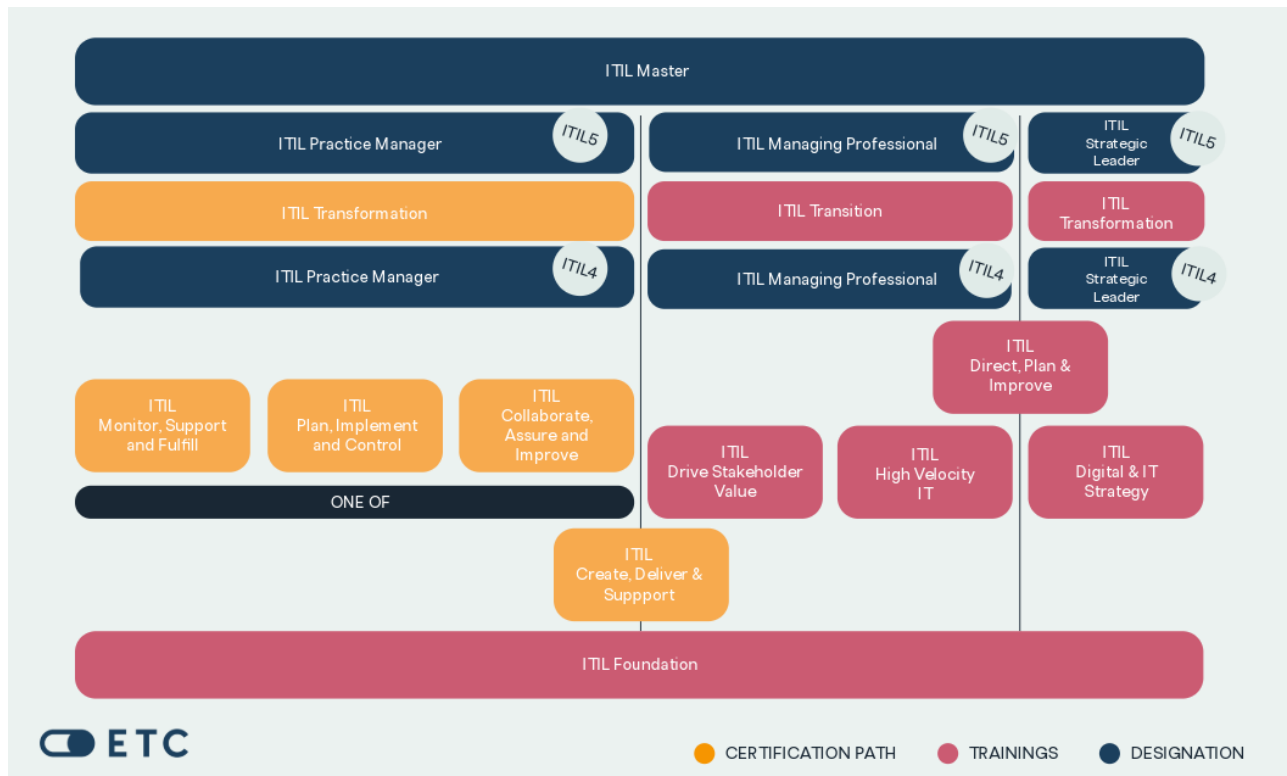 ITIL Master
ITIL Practice Manager
ITIL5
ITIL Managing Professional
ITIL5
ITIL
Strategic
Leader
ITIL5
ITIL Transformation
ITIL Transition
ITIL
Transformation
ITIL Practice Manager
ITIL4
ITIL Managing Professional
ITIL4
ITIL
Strategic
Leader
ITIL4
ITIL
Direct, Plan &
Improve
ITIL
Monitor, Support
and Fulfill
ITIL
Plan, Implement
and Control
ITIL
Collaborate,
Assure and
Improve
ITIL
Drive Stakeholder
Value
ITIL
High Velocity
IT
ITIL
Digital & IT
Strategy
ONE OF
ITIL
Create, Deliver &
Suppport
ITIL Foundation
ETC
CERTIFICATION PATH
TRAININGS
DESIGNATION